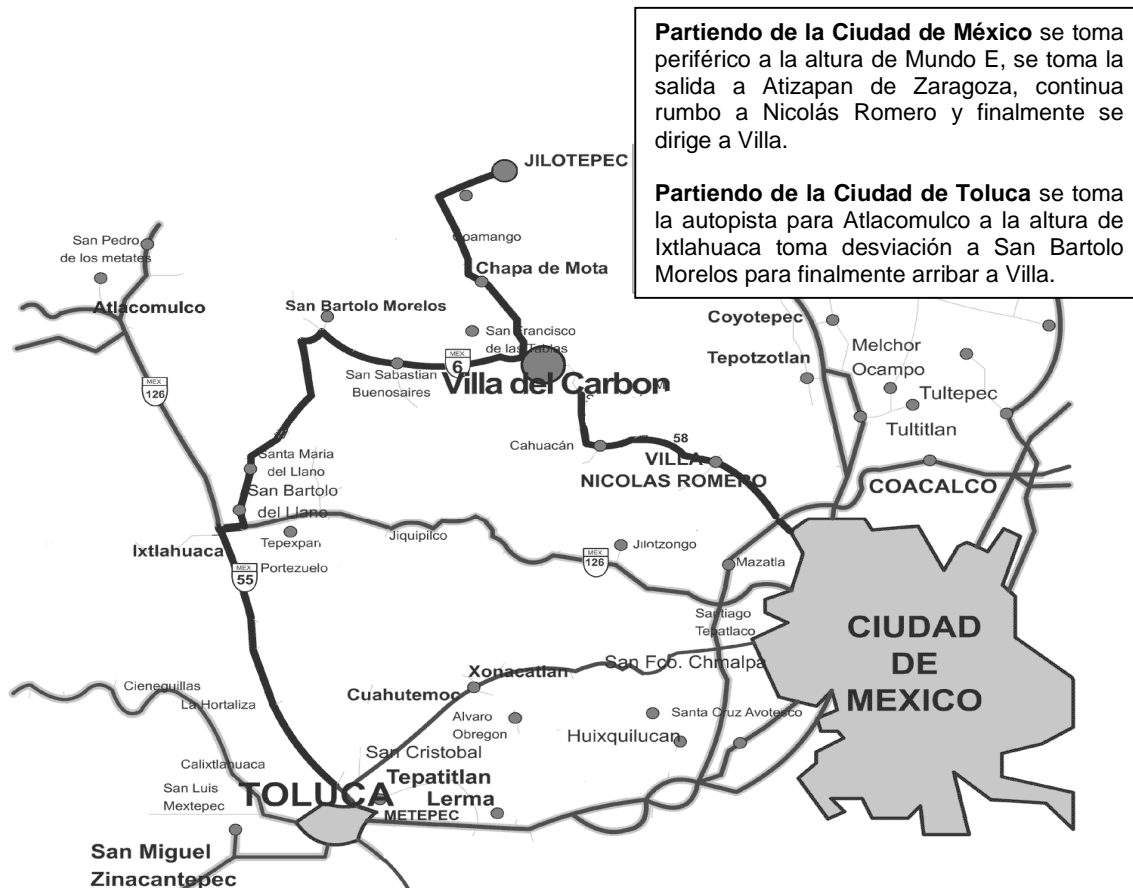 Partiendo de la Ciudad de México se toma
periférico a la altura de Mundo E, se toma la
salida a Atizapan de Zaragoza, continua
rumbo a Nicolás Romero y finalmente se
dirige a Villa.
Partiendo de la Ciudad de Toluca se toma
la autopista para Atlacomulco a la altura de
Ixtlahuaca toma desviación a San Bartolo
Morelos para finalmente arribar a Villa.
JILOTEPEC
San Pedro
de los metates
Coamango
Chapa de Mota
Atlacomulco
San Bartolo Morelos
San Francisco
de las Tablas
Coyotepec
Tepotzotlan
Melchor
Ocampo
MEX
6
MEX
126
San Sabastian
Buenosaires
Villa del Carbon
Tultepec
Tultitlan
Cahuacán
58
VILLA
NICOLAS ROMERO
COACALCO
Santa Maria
del Llano
San Bartolo
del Llano
Ixtlahuaca
Tepexpan
Jiquipilco
Jilotzongo
MEX
126
Mazatla
MEX
55
Portezuelo
Santiago
Tepatlaco
CIUDAD
DE
MEXICO
San Fco. Chmalpa
Xonacatlan
Cuahutemoc
Cieneguillas
La Hortaliza
Alvaro
Obregon
Santa Cruz Avotesco
Huixquilucan
San Cristobal
Calixtlahuaca
San Luis
Mextepec
TOLUCA
Tepatitlan
Lerma
METEPEC
San Miguel
Zinacantepec